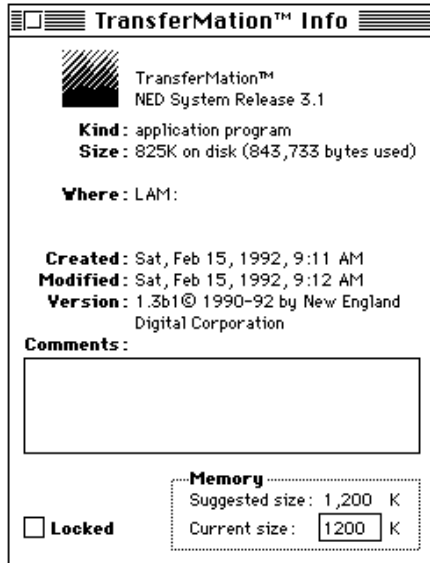 TransferMation™ Info
TransferMation™
NED System Release 3.1
Kind: application program
Size: 825K on disk (843,733 bytes used)
Where: LAM:
Created: Sat, Feb 15, 1992, 9:11 AM
Modified: Sat, Feb 15, 1992, 9:12 AM
Version: 1.3b1© 1990-92 by New England
Digital Corporation
Comments:
Memory
Suggested size: 1,200 K
Locked
Current size: 1200 K